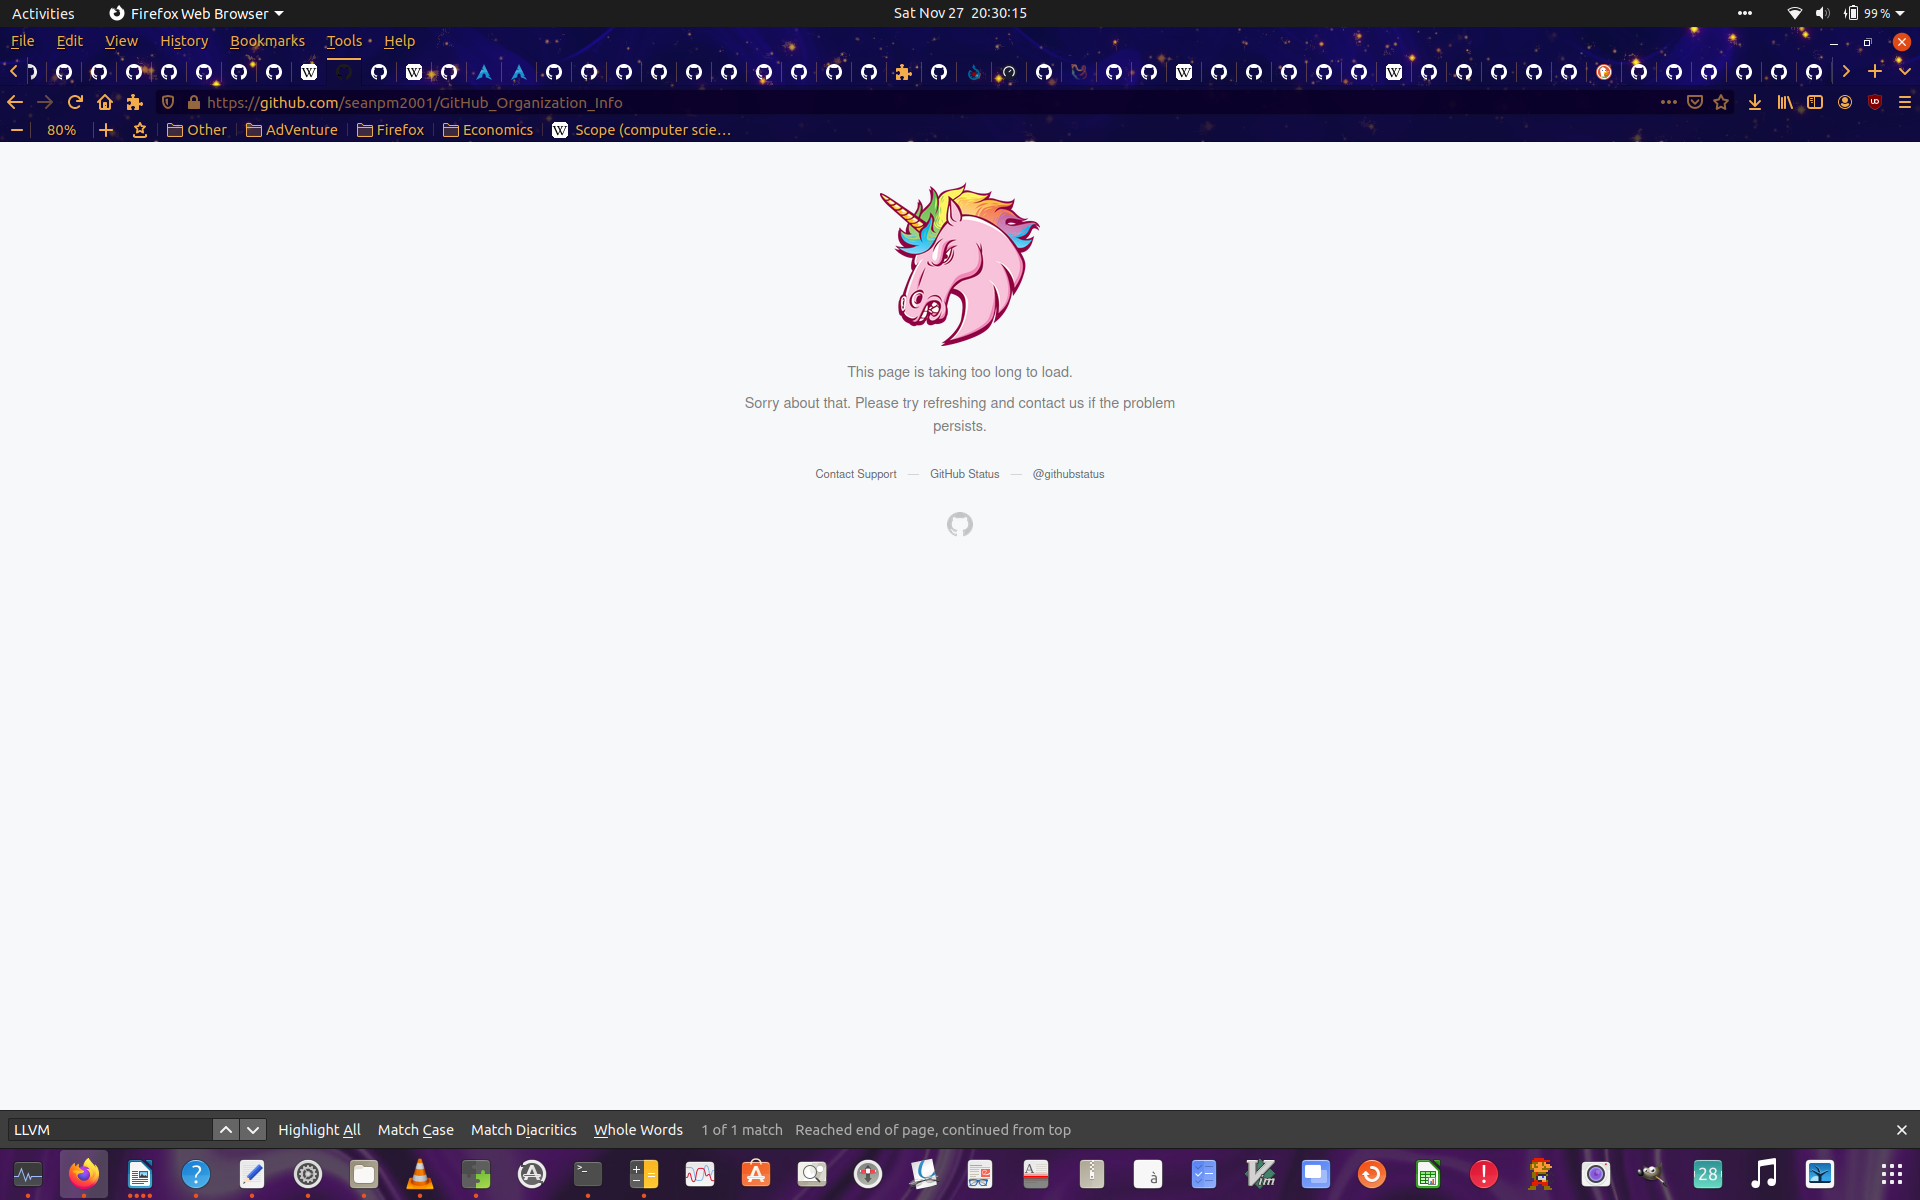 Activities Firefox Web Browser Sat Nov 27 20:30:15 99 %
File Edit View History Bookmarks Tools Help
https://github.com/seanpm2001/GitHub_Organization_Info
80% Other AdVenture Firefox Economics W Scope (computer scie…
This page is taking too long to load.
Sorry about that. Please try refreshing and contact us if the problem
persists.
Contact Support — GitHub Status — @githubstatus
LLVM Highlight All Match Case Match Diacritics Whole Words 1 of 1 match Reached end of page, continued from top
28